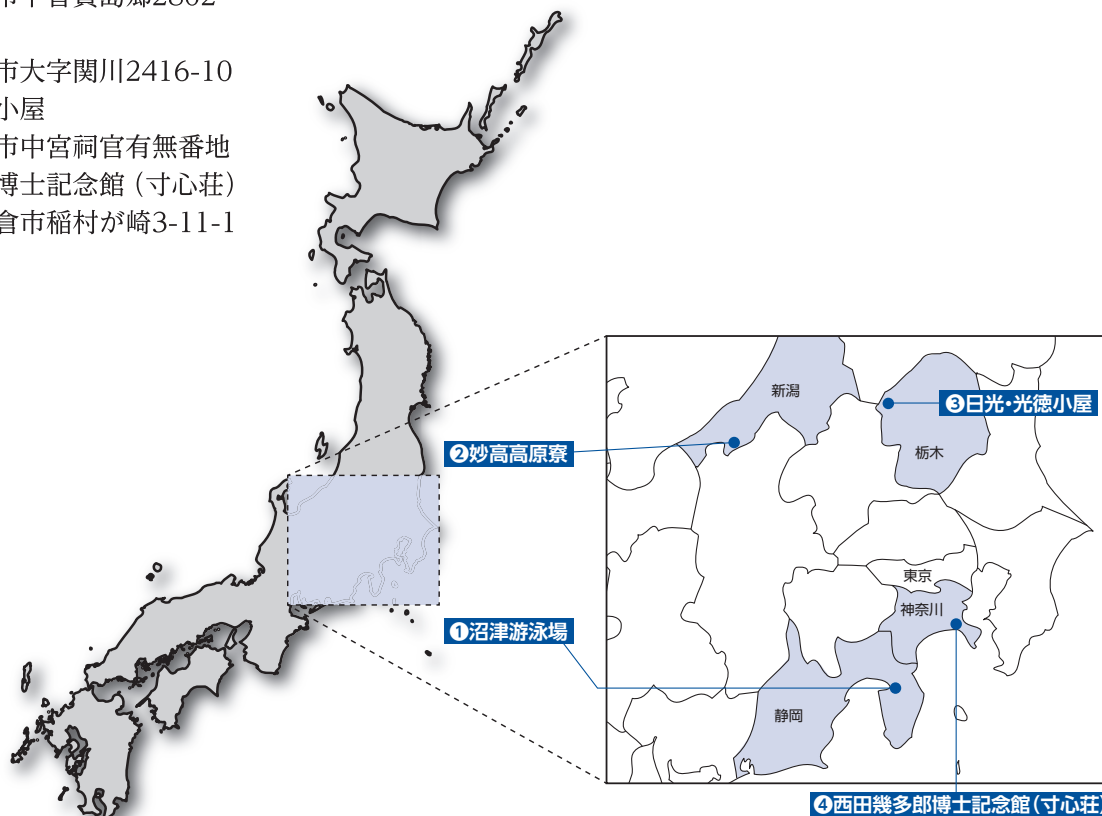 市大字関川2416-10
小屋
市中宮祠官有無番地
博士記念館（寸心荘）
倉市稲村が崎3-11-1
新潟
❸日光・光徳小屋
❷妙高高原寮
栃木
東京
神奈川
❶沼津游泳場
静岡
❹西田幾多郎博士記念館（寸心荘）